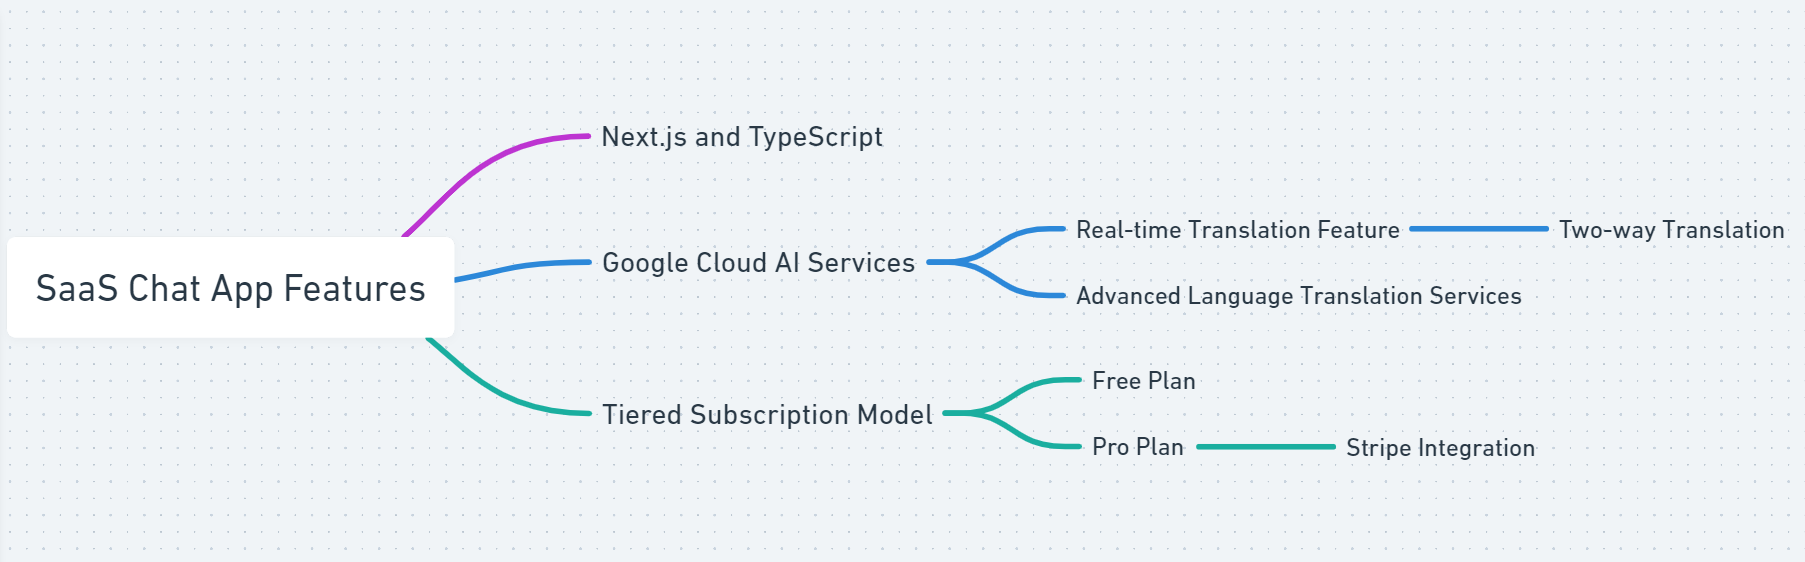 SaaS Chat App Features
Next.js and TypeScript
Google Cloud AI Services
Real-time Translation Feature
Two-way Translation
Advanced Language Translation Services
Tiered Subscription Model
Free Plan
Pro Plan
Stripe Integration